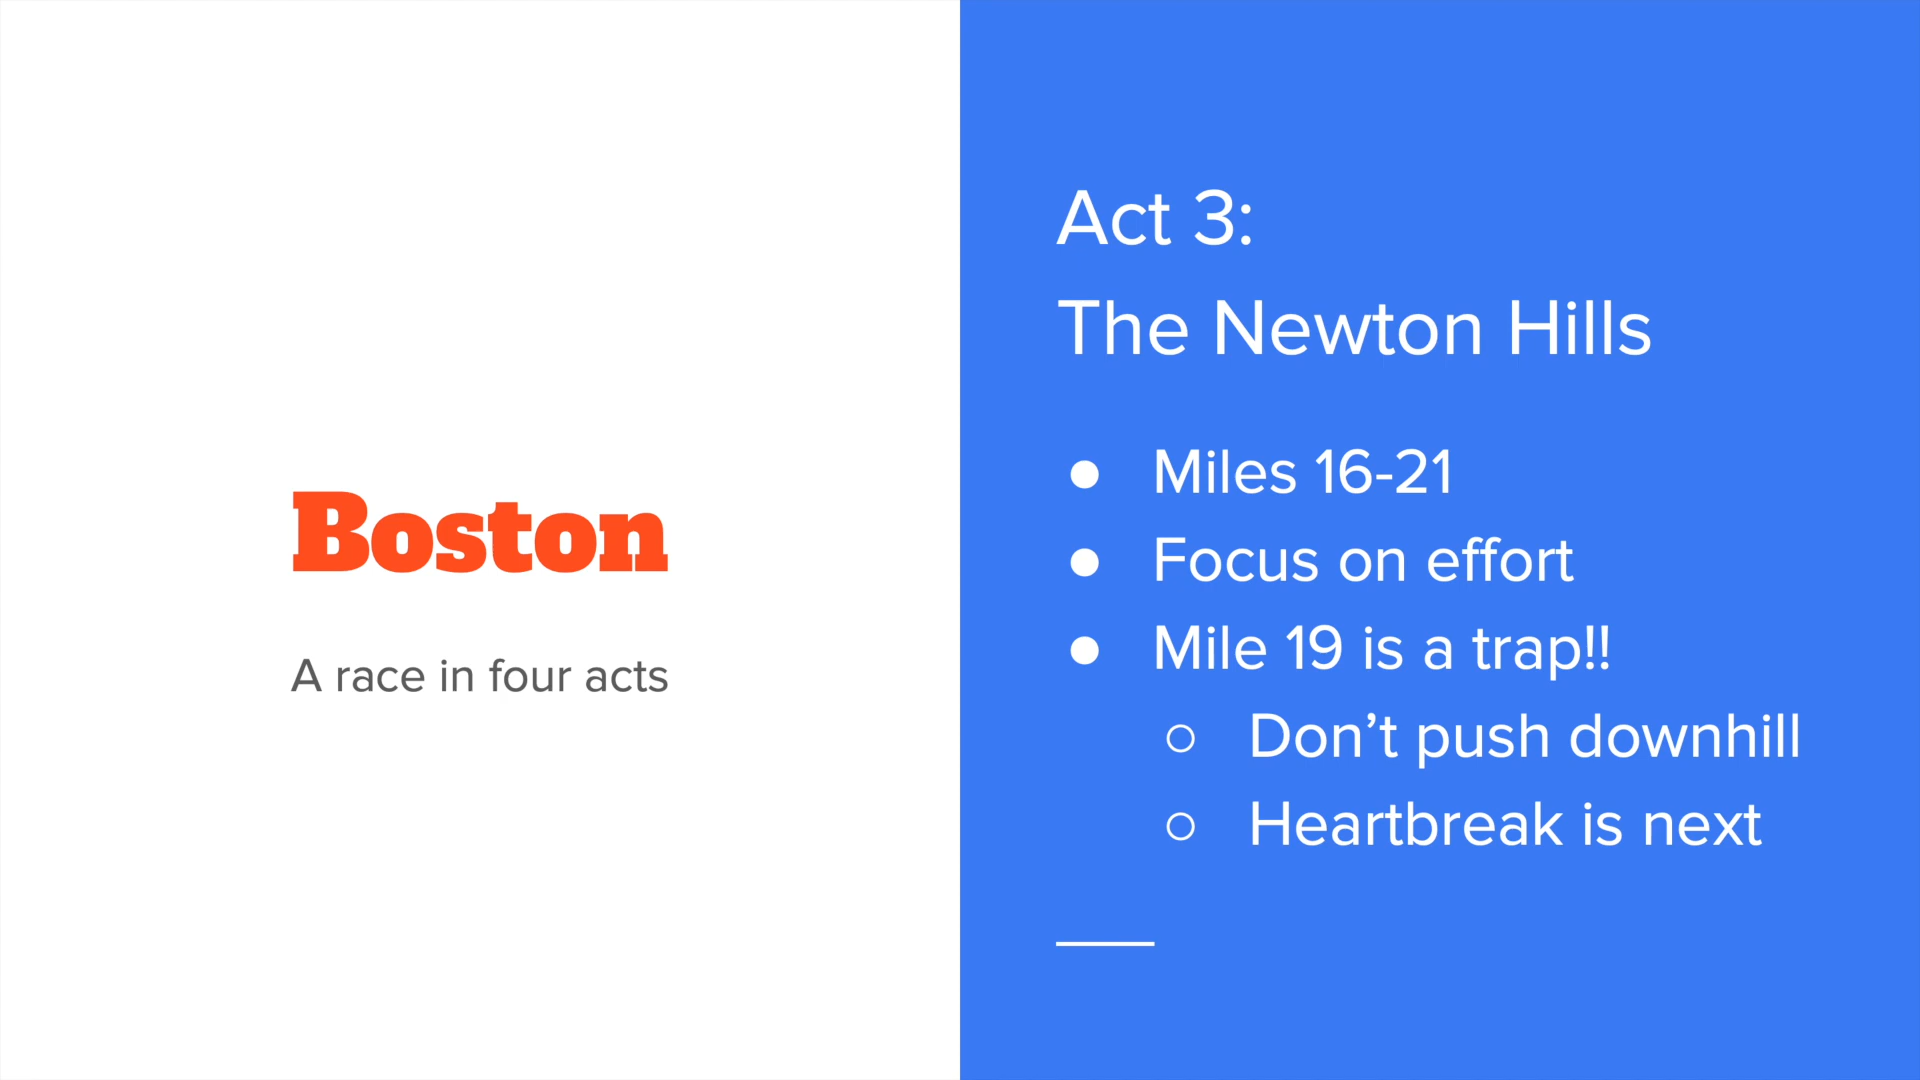 Boston
A race in four acts
Act 3:
The Newton Hills
● Miles 16-21
● Focus on effort
● Mile 19 is a trap!!
○ Don’t push downhill
○ Heartbreak is next